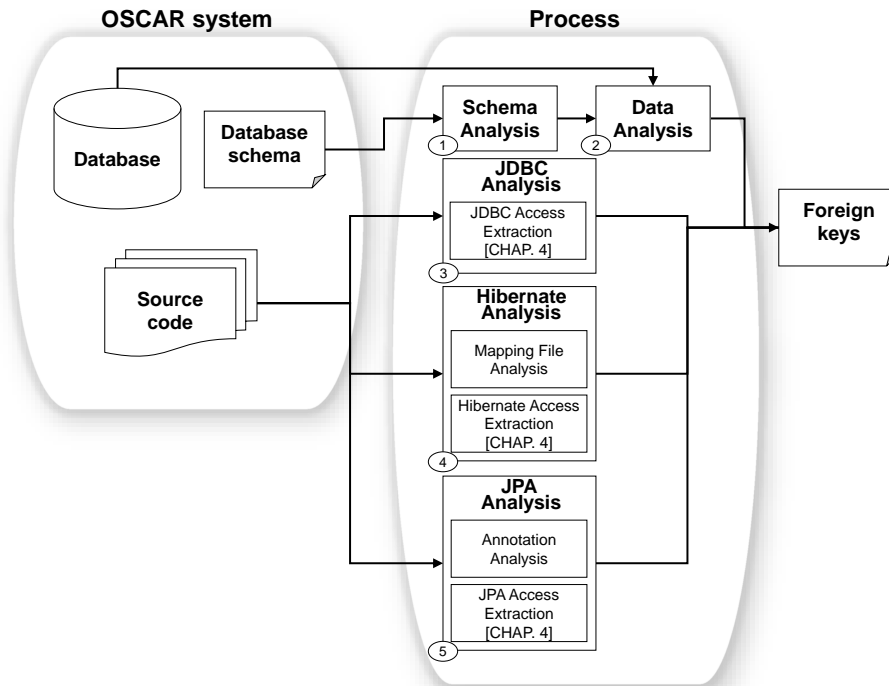 OSCAR system
Process
Database
Database
schema
Schema
Analysis
1
Data
Analysis
2
JDBC
Analysis
JDBC Access
Extraction
[CHAP. 4]
3
Foreign
keys
Source
code
Hibernate
Analysis
Mapping File
Analysis
Hibernate Access
Extraction
[CHAP. 4]
4
JPA
Analysis
Annotation
Analysis
JPA Access
Extraction
[CHAP. 4]
5